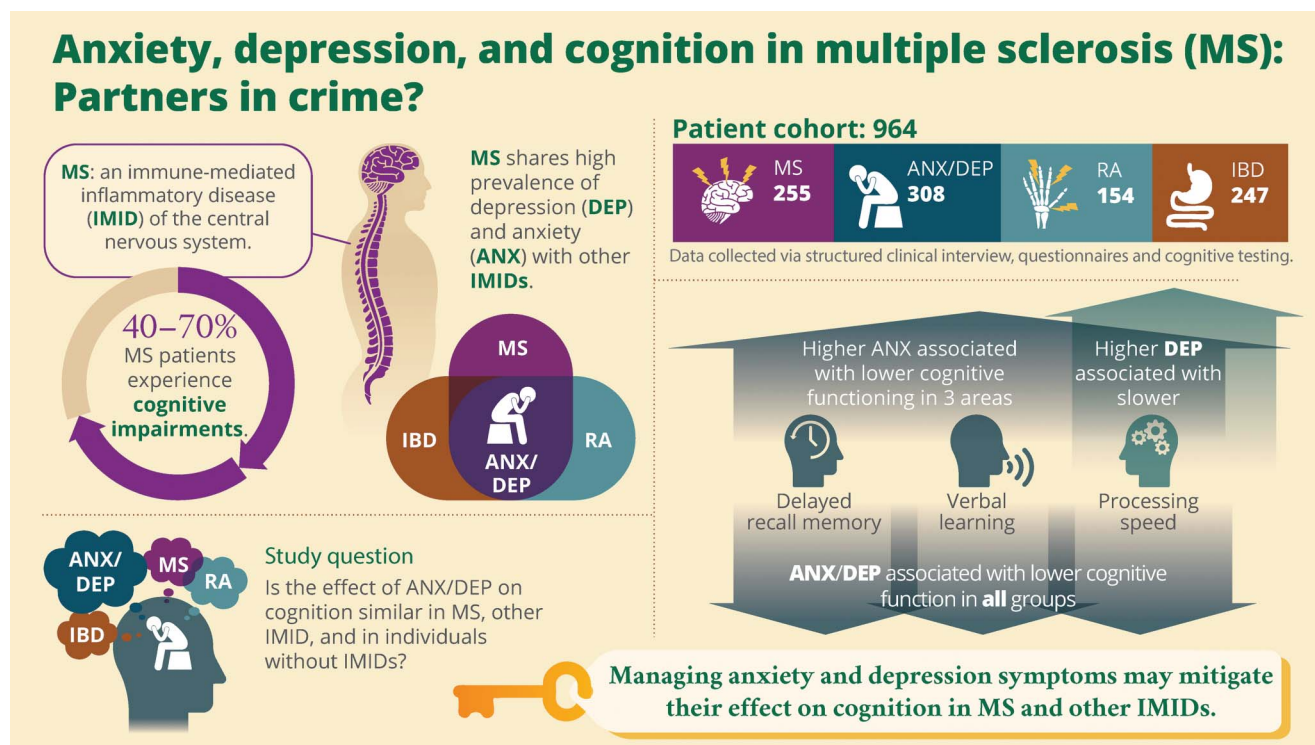 Anxiety, depression, and cognition in multiple sclerosis (MS):
Partners in crime?
MS: an immune-mediated
inflammatory disease
(IMID) of the central
nervous system.
40–70%
MS patients
experience
cognitive
impairments.
MS shares high
prevalence of
depression (DEP)
and anxiety
(ANX) with other
IMIDs.
MS
IBD
RA
ANX/
DEP
ANX/
DEP
MS
RA
IBD
Study question
Is the effect of ANX/DEP on
cognition similar in MS, other
IMID, and in individuals
without IMIDs?
Patient cohort: 964
MS
255
ANX/DEP
308
RA
154
IBD
247
Data collected via structured clinical interview, questionnaires and cognitive testing.
Higher ANX associated
with lower cognitive
functioning in 3 areas
Higher DEP
associated with
slower
Delayed
recall memory
Verbal
learning
Processing
speed
ANX/DEP associated with lower cognitive
function in all groups
Managing anxiety and depression symptoms may mitigate
their effect on cognition in MS and other IMIDs.